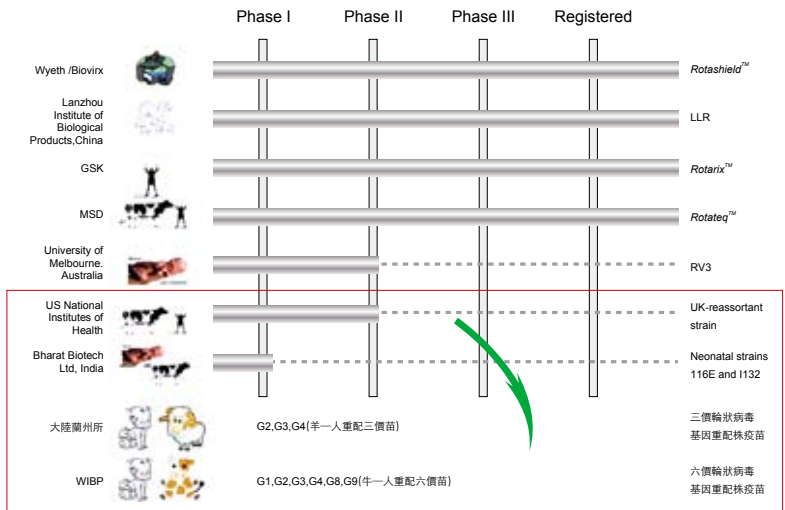 Phase I Phase II Phase III Registered
Wyeth /Biovirx Rotashield™
Lanzhou
Institute of
Biological
Products,China
LLR
GSK Rotarix™
MSD Rotateq™
University of
Melbourne.
Australia
RV3
US National
Institutes of
Health
UK-reassortant
strain
Bharat Biotech
Ltd, India
Neonatal strains
116E and I132
大陸蘭州所 G2,G3,G4(羊—人重配三價苗)
三價輪狀病毒
基因重配株疫苗
WIBP G1,G2,G3,G4,G8,G9(牛—人重配六價苗)
六價輪狀病毒
基因重配株疫苗